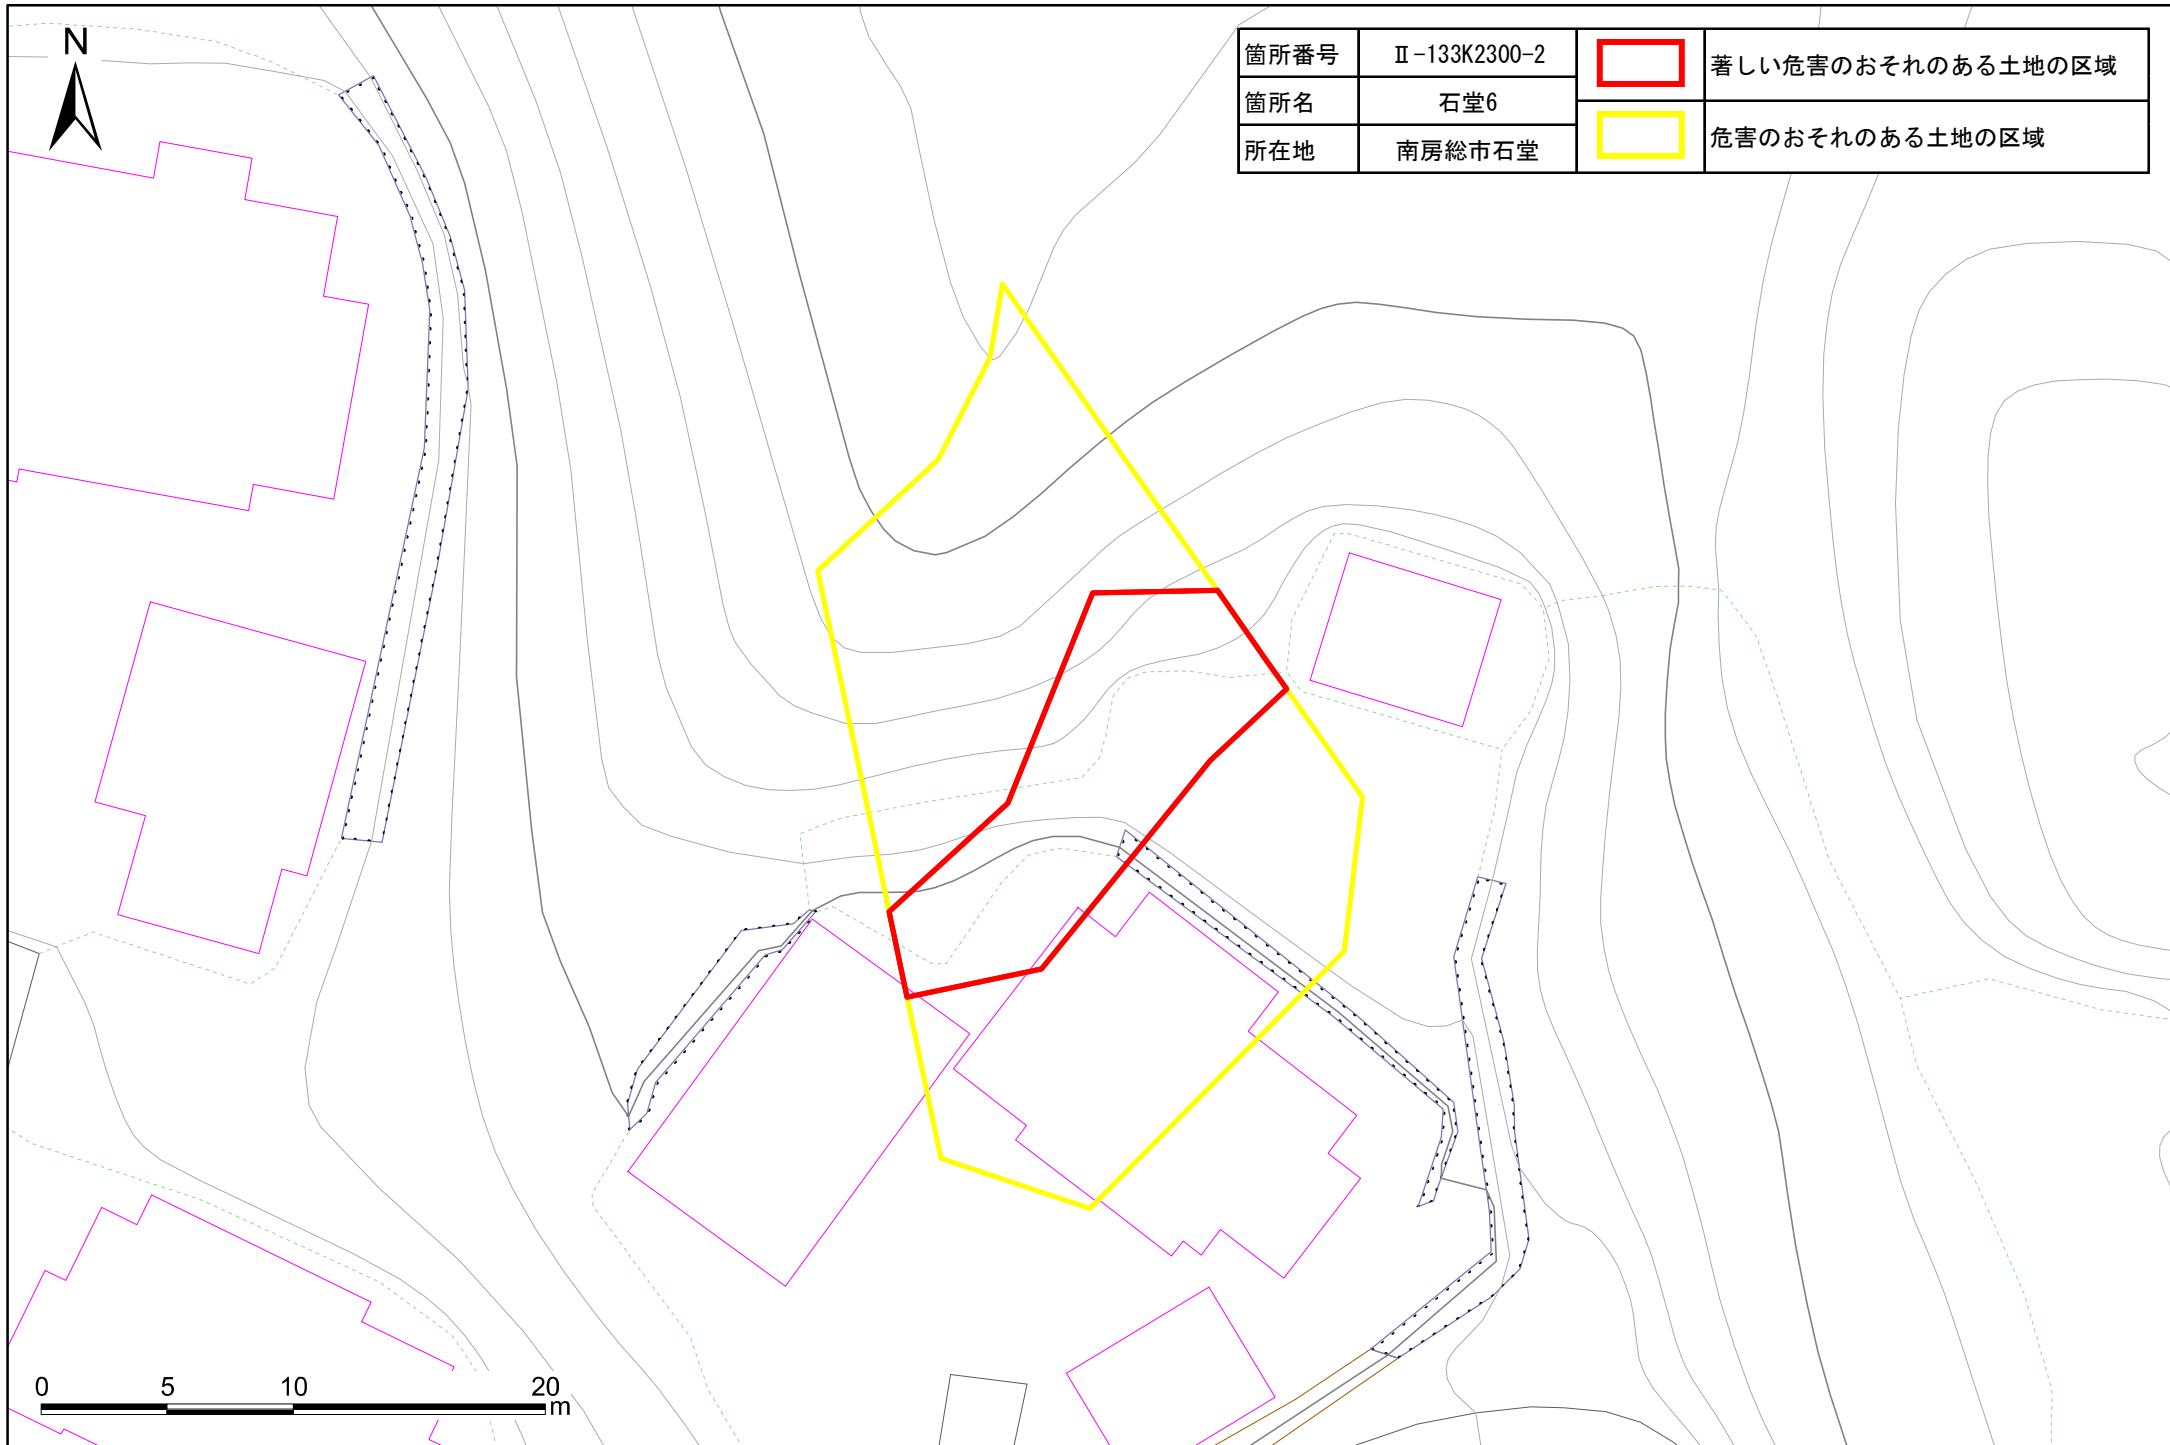 N
箇所番号 Ⅱ-133K2300-2
箇所名 石堂6
所在地 南房総市石堂
著しい危害のおそれのある土地の区域
危害のおそれのある土地の区域
0 5 10 20
m